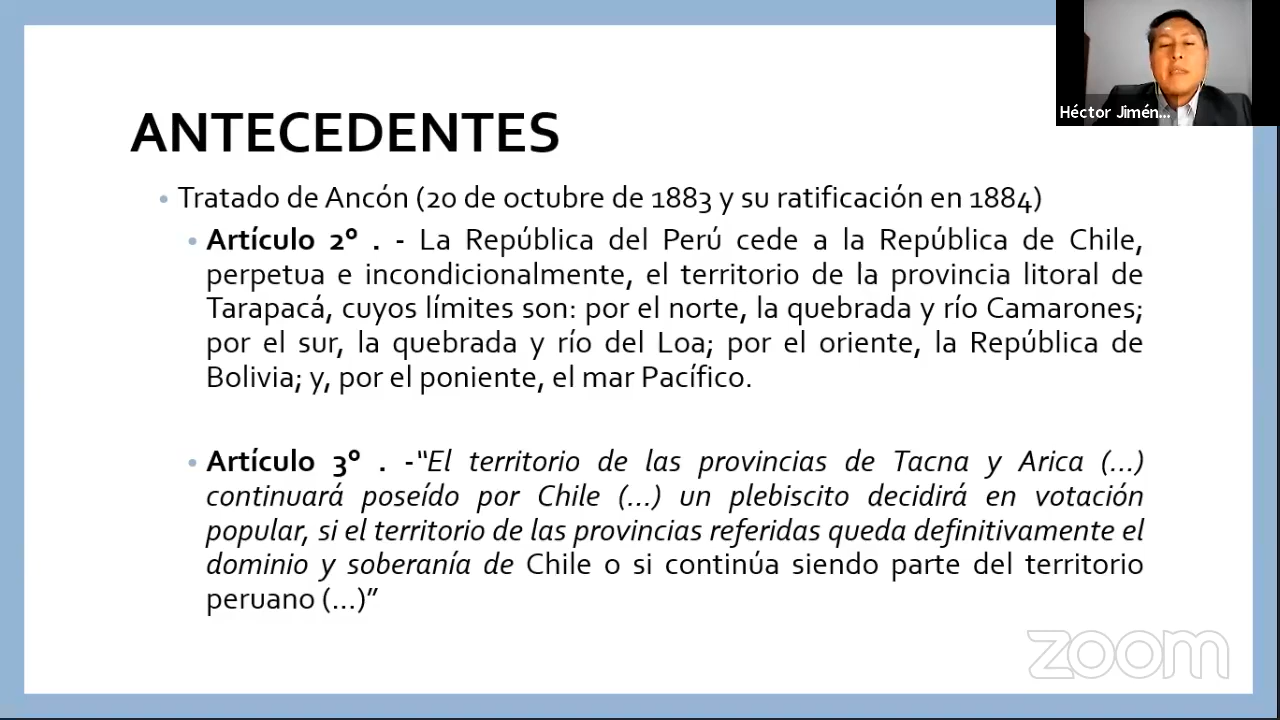 Héctor Jimén...
ANTECEDENTES
• Tratado de Ancón (20 de octubre de 1883 y su ratificación en 1884)
• Artículo 2º . - La República del Perú cede a la República de Chile,
perpetua e incondicionalmente, el territorio de la provincia litoral de
Tarapacá, cuyos límites son: por el norte, la quebrada y río Camarones;
por el sur, la quebrada y río del Loa; por el oriente, la República de
Bolivia; y, por el poniente, el mar Pacífico.
• Artículo 3º . -“El territorio de las provincias de Tacna y Arica (...)
continuará poseído por Chile (...) un plebiscito decidirá en votación
popular, si el territorio de las provincias referidas queda definitivamente el
dominio y soberanía de Chile o si continúa siendo parte del territorio
peruano (...)”
zoom